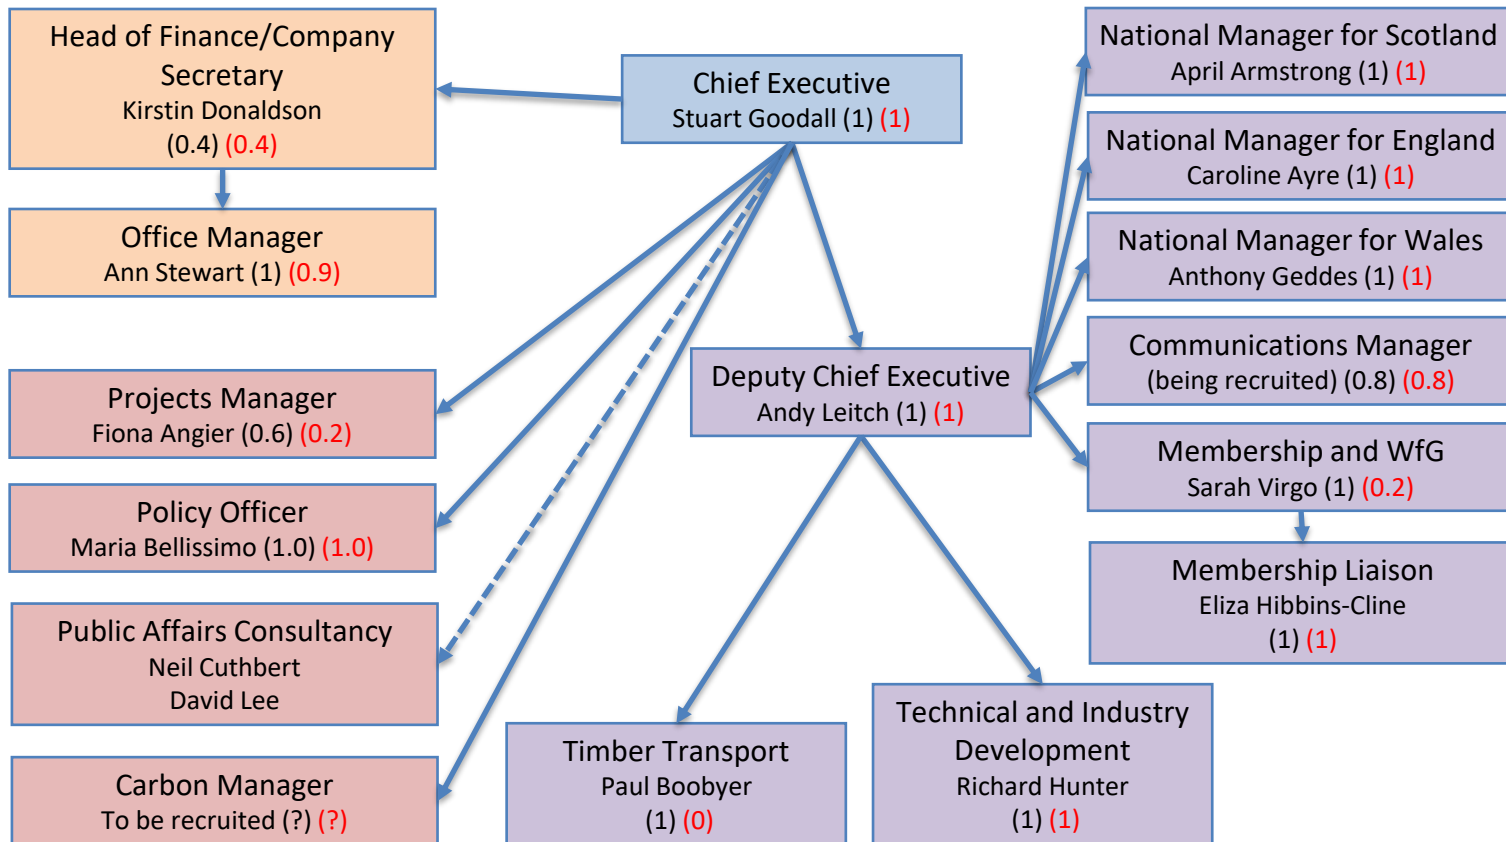 Head of Finance/Company
Secretary
Kirstin Donaldson
(0.4) (0.4)
Office Manager
Ann Stewart (1) (0.9)
Chief Executive
Stuart Goodall (1) (1)
Projects Manager
Fiona Angier (0.6) (0.2)
Policy Officer
Maria Bellissimo (1.0) (1.0)
Public Affairs Consultancy
Neil Cuthbert
David Lee
Carbon Manager
To be recruited (?) (?)
Deputy Chief Executive
Andy Leitch (1) (1)
Timber Transport
Paul Boobyer
(1) (0)
Technical and Industry
Development
Richard Hunter
(1) (1)
National Manager for Scotland
April Armstrong (1) (1)
National Manager for England
Caroline Ayre (1) (1)
National Manager for Wales
Anthony Geddes (1) (1)
Communications Manager
(being recruited) (0.8) (0.8)
Membership and WfG
Sarah Virgo (1) (0.2)
Membership Liaison
Eliza Hibbins-Cline
(1) (1)